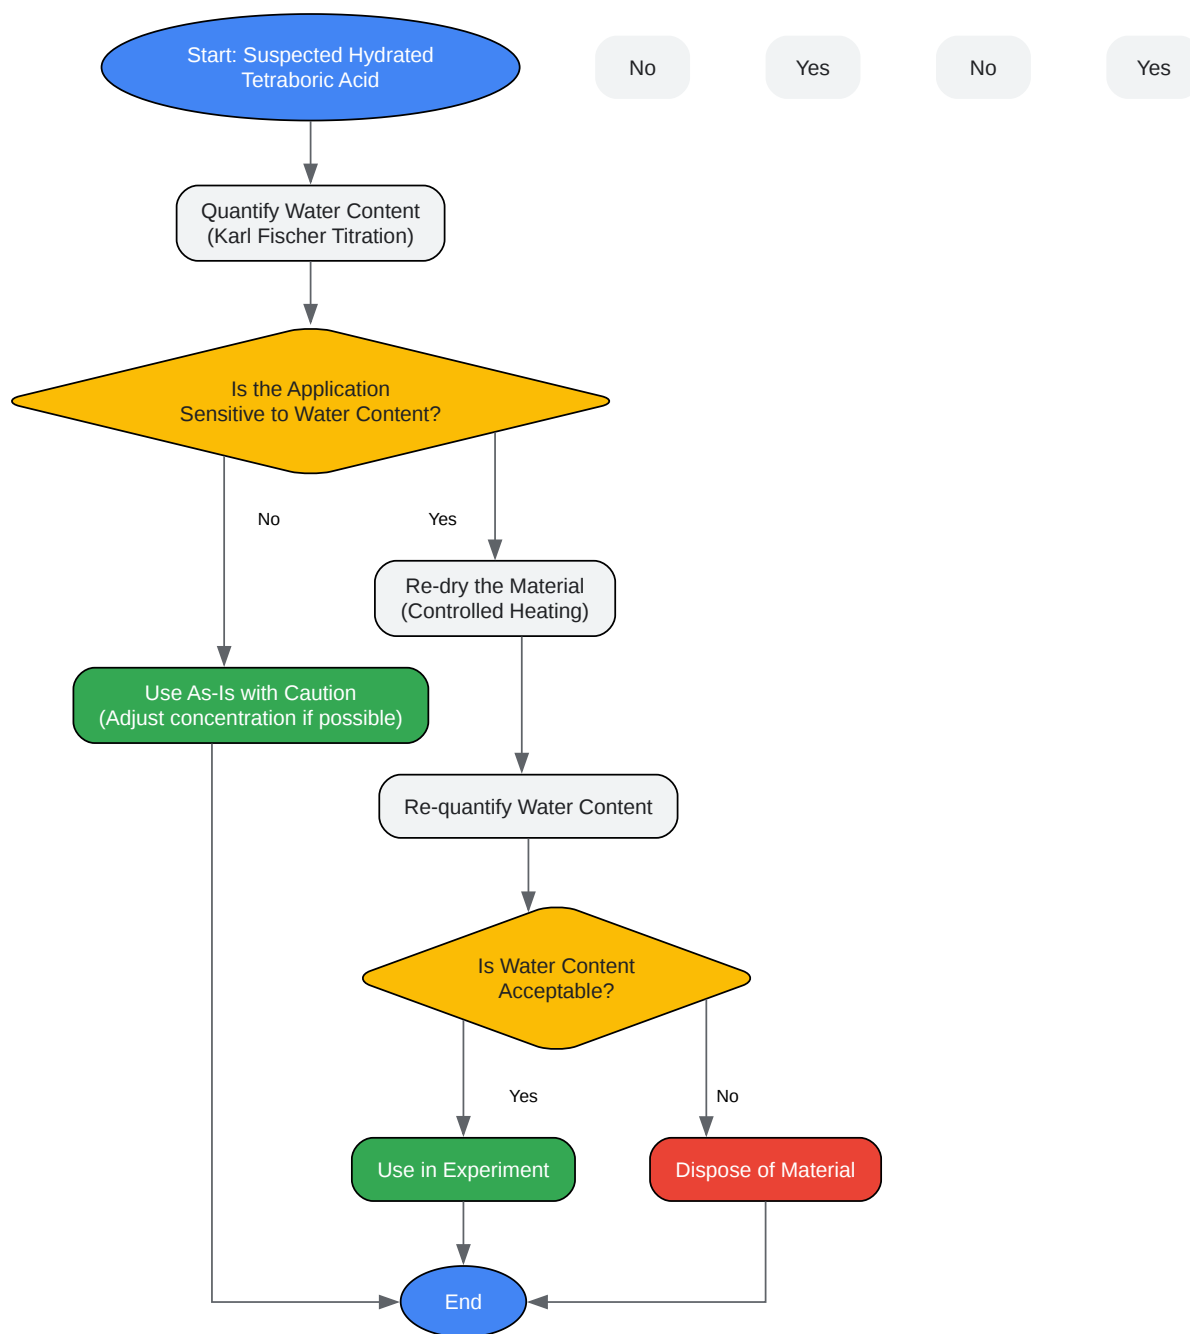 Start: Suspected Hydrated
Tetraboric Acid
No
Yes
No
Yes
Quantify Water Content
(Karl Fischer Titration)
Is the Application
Sensitive to Water Content?
No
Yes
Re-dry the Material
(Controlled Heating)
Use As-Is with Caution
(Adjust concentration if possible)
Re-quantify Water Content
Is Water Content
Acceptable?
Yes
No
Use in Experiment
Dispose of Material
End